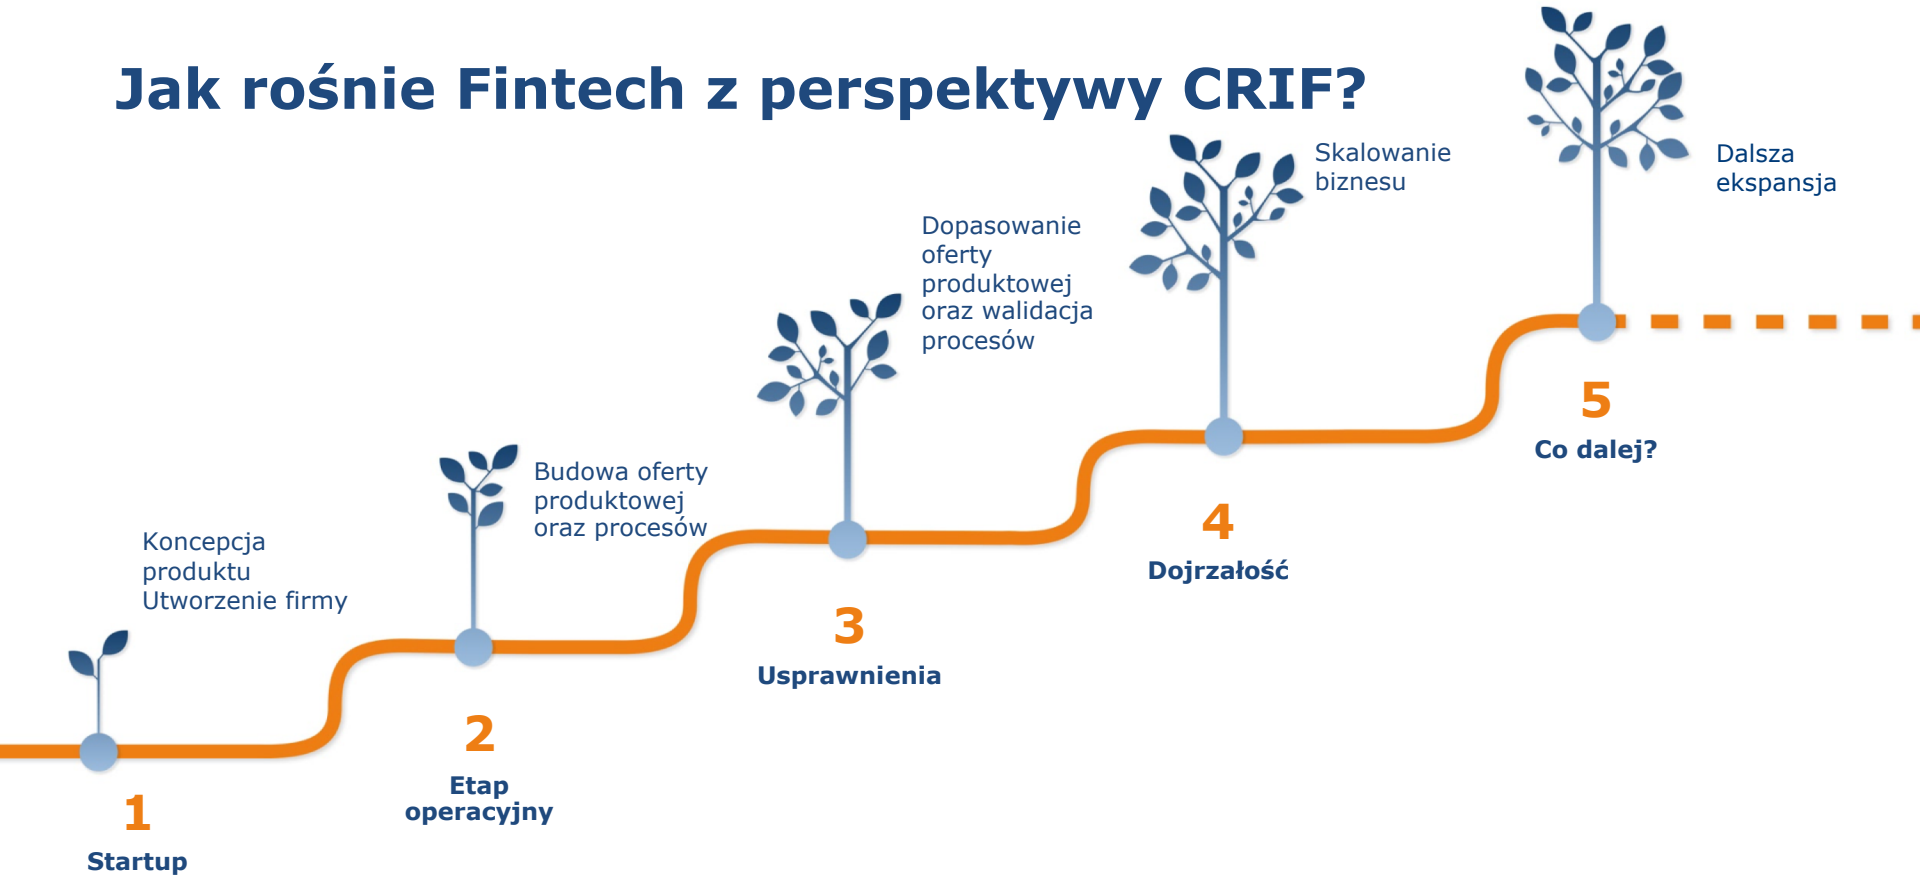 Jak rośnie Fintech z perspektywy CRIF?
Koncepcja
produktu
Utworzenie firmy
1
Startup
Budowa oferty
produktowej
oraz procesów
2
Etap
operacyjny
Dopasowanie
oferty
produktowej
oraz walidacja
procesów
3
Usprawnienia
Skalowanie
biznesu
4
Dojrzałość
Dalsza
ekspansja
5
Co dalej?